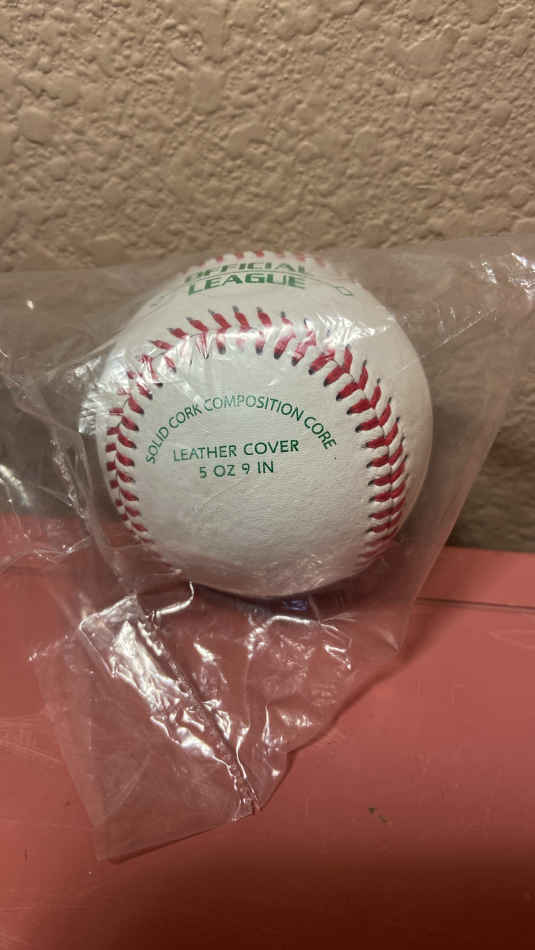 OFFICIAL
LEAGUE
SOLID CORK COMPOSITION CORE
LEATHER COVER
5 OZ 9 IN